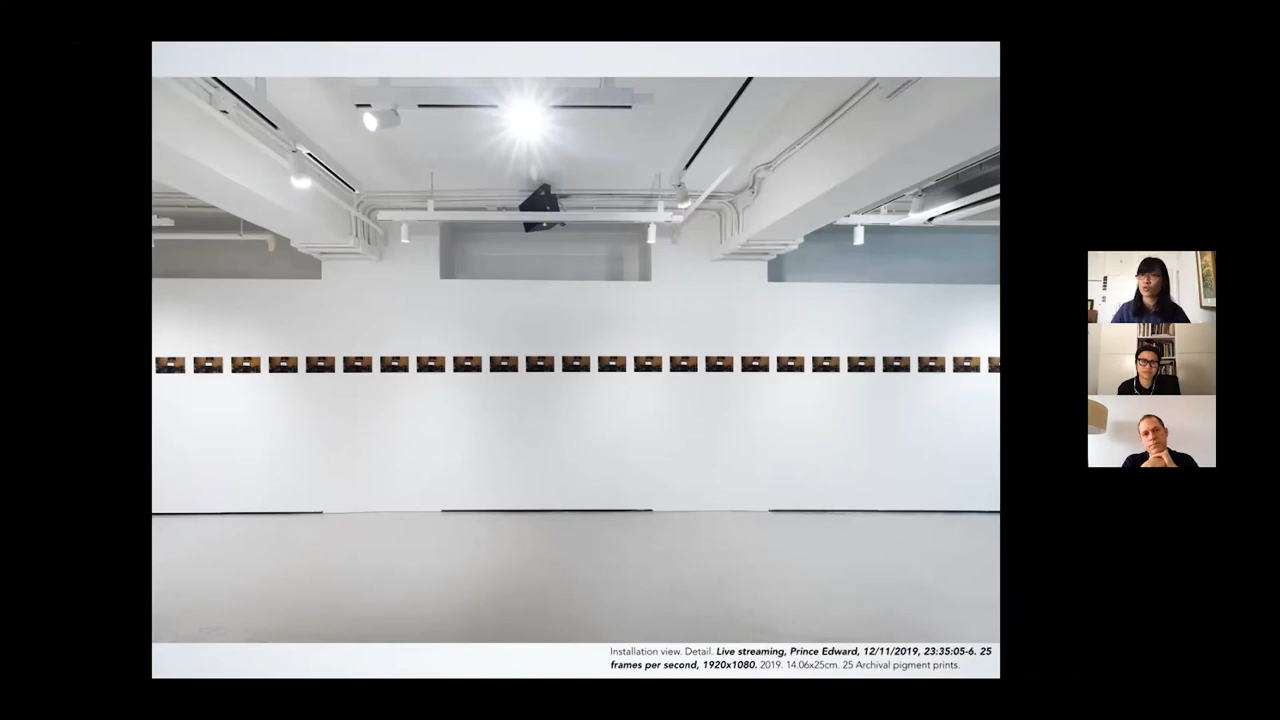 Installation view. Detail. Live streaming, Prince Edward, 12/11/2019, 23:35:05-6. 25
frames per second, 1920x1080. 2019. 14.06x25cm. 25 Archival pigment prints.